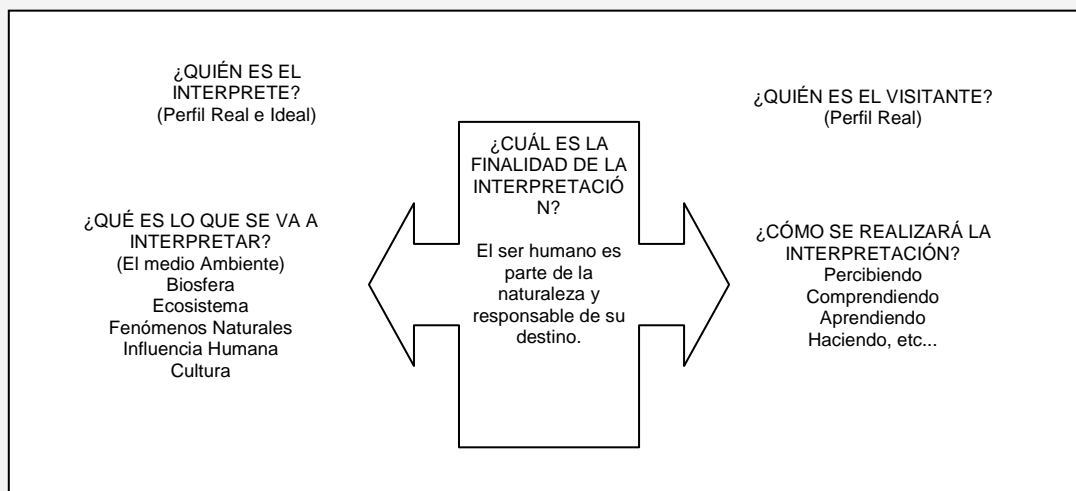 ¿QUIÉN ES EL
INTERPRETE?
(Perfil Real e Ideal)
¿QUÉ ES LO QUE SE VA A
INTERPRETAR?
(El medio Ambiente)
Biosfera
Ecosistema
Fenómenos Naturales
Influencia Humana
Cultura
¿CUÁL ES LA
FINALIDAD DE LA
INTERPRETACIÓ
N?
El ser humano es
parte de la
naturaleza y
responsable de su
destino.
¿QUIÉN ES EL VISITANTE?
(Perfil Real)
¿CÓMO SE REALIZARÁ LA
INTERPRETACIÓN?
Percibiendo
Comprendiendo
Aprendiendo
Haciendo, etc...